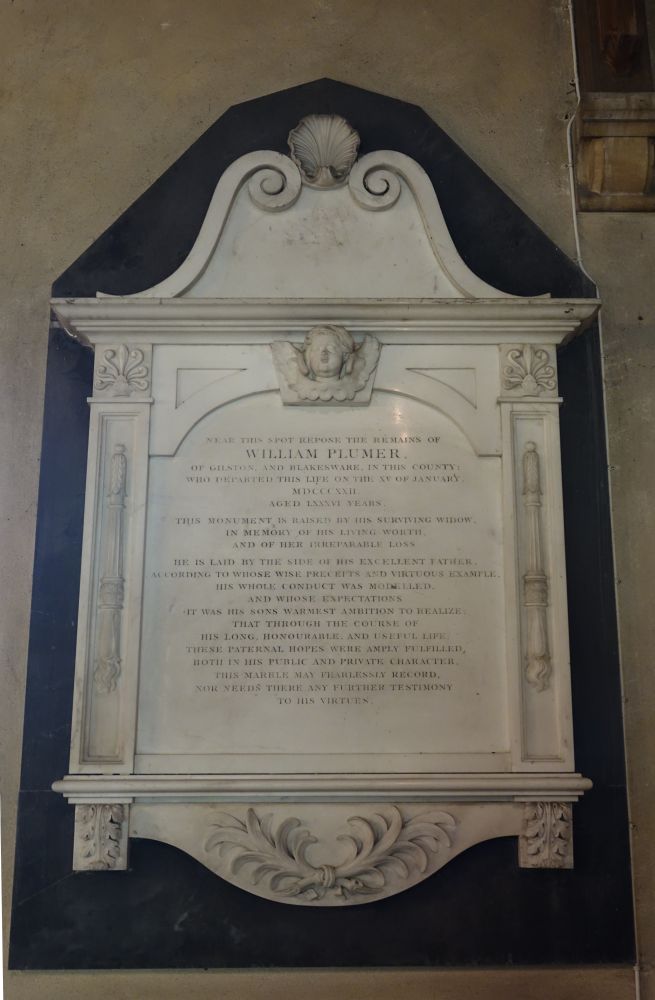 NEAR THIS SPOT REPOSE THE REMAINS OF
WILLIAM PLUMER.
OF GILSTON, AND BLAKESWARE, IN THIS COUNTY:
WHO DEPARTED THIS LIFE ON THE XV OF JANUARY.
MDCCCXXII.
AGED LXXXVI YEARS.
THIS MONUMENT IS RAISED BY HIS SURVIVING WIDOW,
IN MEMORY OF HIS LIVING WORTH,
AND OF HER IRREPARABLE LOSS.
HE IS LAID BY THE SIDE OF HIS EXCELLENT FATHER,
ACCORDING TO WHOSE WISE PRECEPTS AND VIRTUOUS EXAMPLE,
HIS WHOLE CONDUCT WAS MODELLED,
AND WHOSE EXPECTATIONS
IT WAS HIS SONS WARMEST AMBITION TO REALIZE;
THAT THROUGH THE COURSE OF
HIS LONG, HONOURABLE, AND USEFUL LIFE,
THESE PATERNAL HOPES WERE AMPLY FULFILLED,
BOTH IN HIS PUBLIC AND PRIVATE CHARACTER,
THIS MARBLE MAY FEARLESSLY RECORD,
NOR NEEDS THERE ANY FURTHER TESTIMONY
TO HIS VIRTUES.